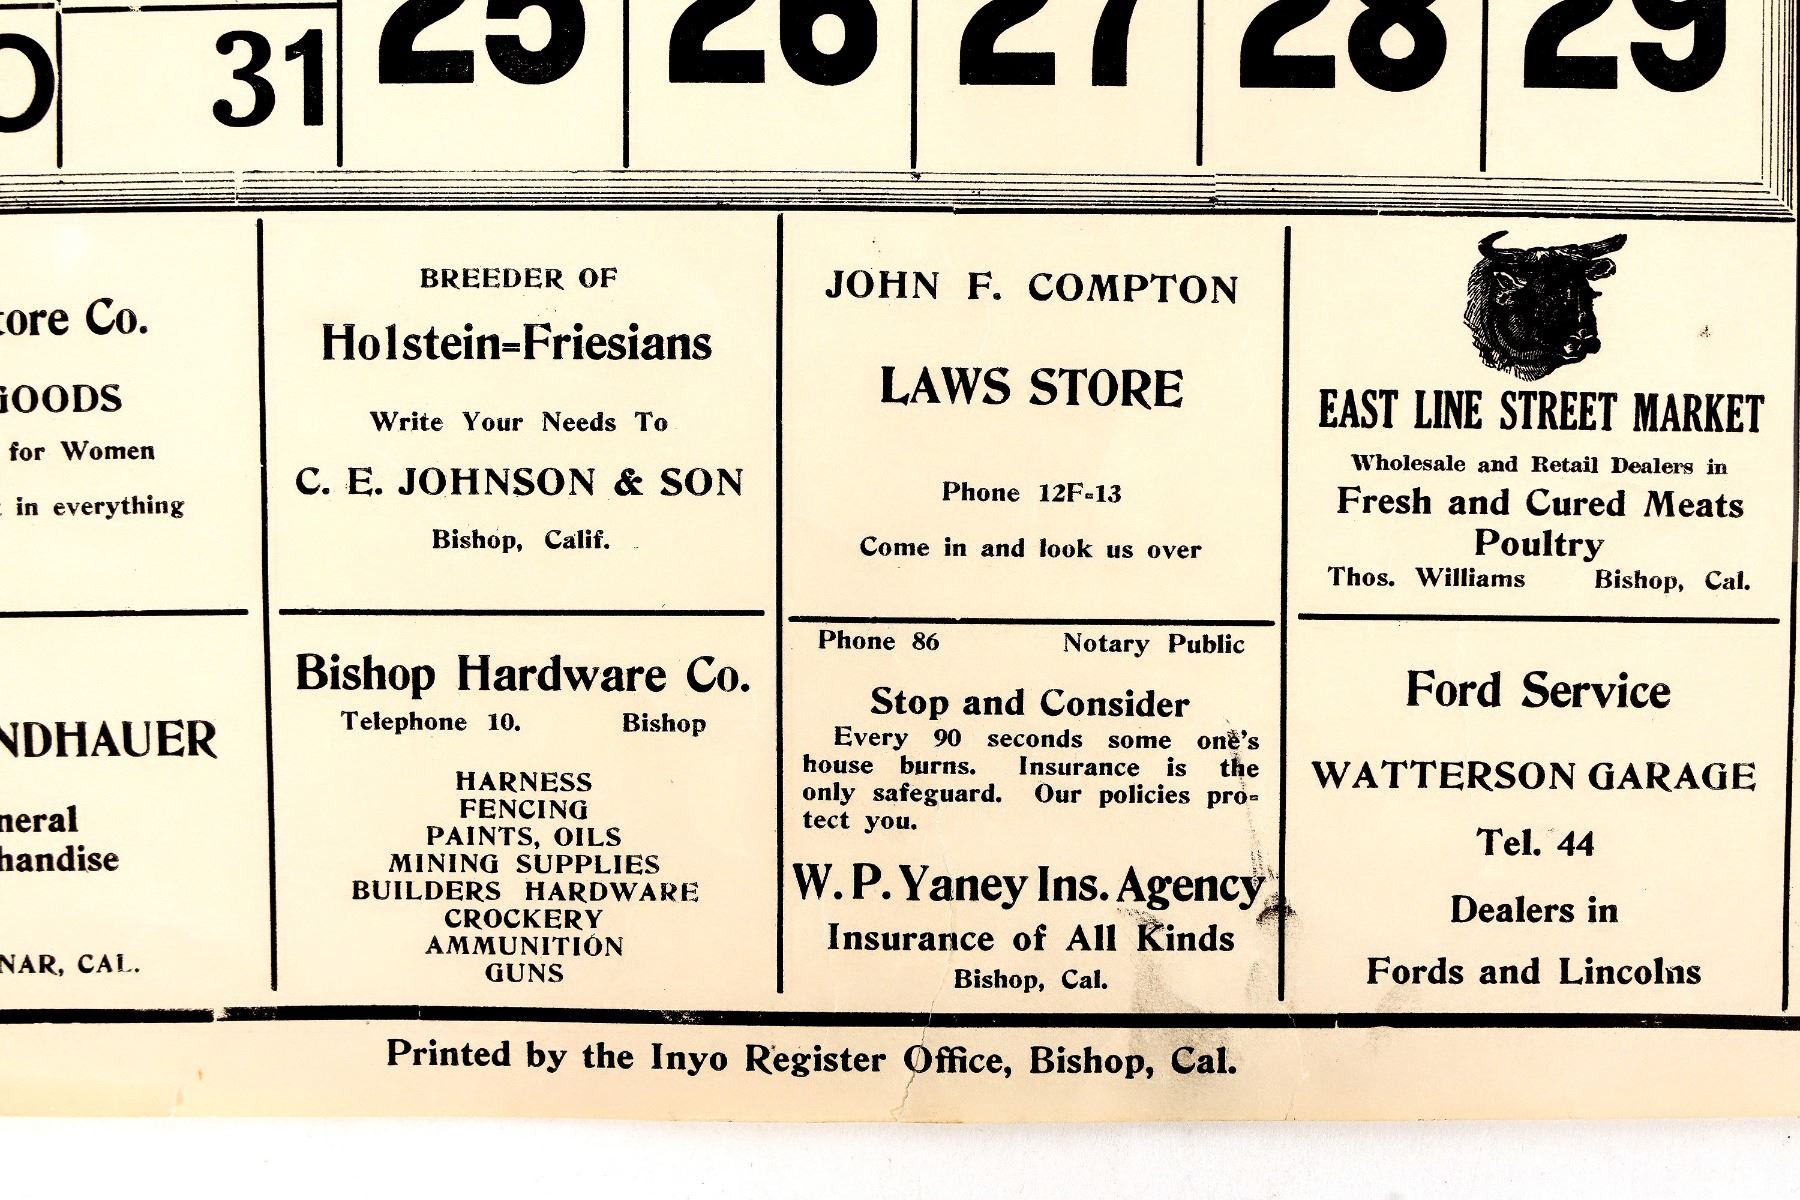 31 25 26 27 28 29
Store Co.
GOODS
for Women
in everything
BREEDER OF
Holstein=Friesians
Write Your Needs To
C. E. JOHNSON & SON
Bishop, Calif.
JOHN F. COMPTON
LAWS STORE
Phone 12F=13
Come in and look us over
EAST LINE STREET MARKET
Wholesale and Retail Dealers in
Fresh and Cured Meats
Poultry
Thos. Williams Bishop, Cal.
NDHAUER
neral
handise
NAR, CAL.
Bishop Hardware Co.
Telephone 10. Bishop
HARNESS
FENCING
PAINTS, OILS
MINING SUPPLIES
BUILDERS HARDWARE
CROCKERY
AMMUNITION
GUNS
Phone 86 Notary Public
Stop and Consider
Every 90 seconds some one's
house burns. Insurance is the
only safeguard. Our policies pro=
tect you.
W. P. Yaney Ins. Agency
Insurance of All Kinds
Bishop, Cal.
Ford Service
WATTERSON GARAGE
Tel. 44
Dealers in
Fords and Lincolns
Printed by the Inyo Register Office, Bishop, Cal.